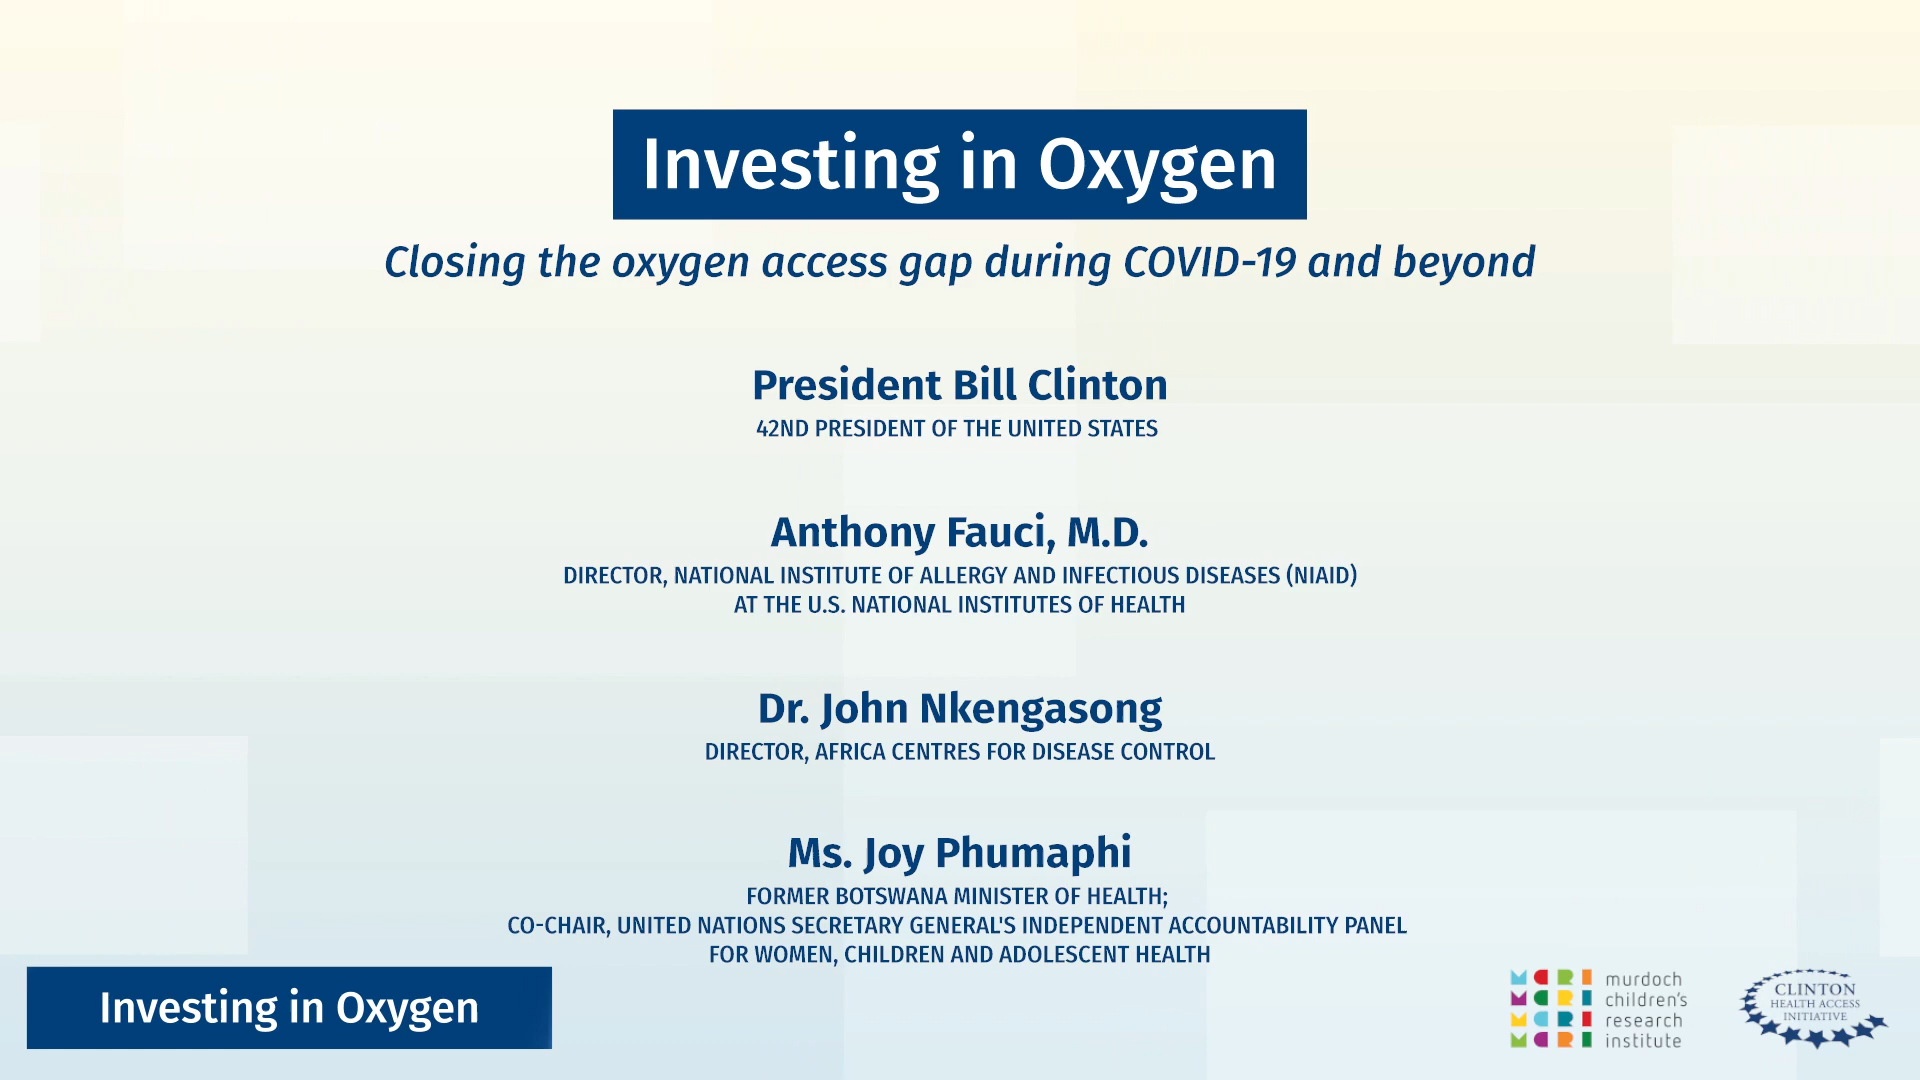 Investing in Oxygen
Closing the oxygen access gap during COVID-19 and beyond
President Bill Clinton
42ND PRESIDENT OF THE UNITED STATES
Anthony Fauci, M.D.
DIRECTOR, NATIONAL INSTITUTE OF ALLERGY AND INFECTIOUS DISEASES (NIAID)
AT THE U.S. NATIONAL INSTITUTES OF HEALTH
Dr. John Nkengasong
DIRECTOR, AFRICA CENTRES FOR DISEASE CONTROL
Ms. Joy Phumaphi
FORMER BOTSWANA MINISTER OF HEALTH;
CO-CHAIR, UNITED NATIONS SECRETARY GENERAL'S INDEPENDENT ACCOUNTABILITY PANEL
FOR WOMEN, CHILDREN AND ADOLESCENT HEALTH
Investing in Oxygen
MCRI murdoch
MCRI children's
MCRI research
MCRI institute
CLINTON
HEALTH ACCESS
INITIATIVE